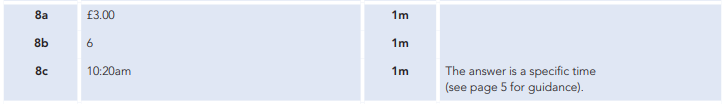 8a £3.00 1m
8b 6 1m
8c 10:20am 1m The answer is a specific time
(see page 5 for guidance).